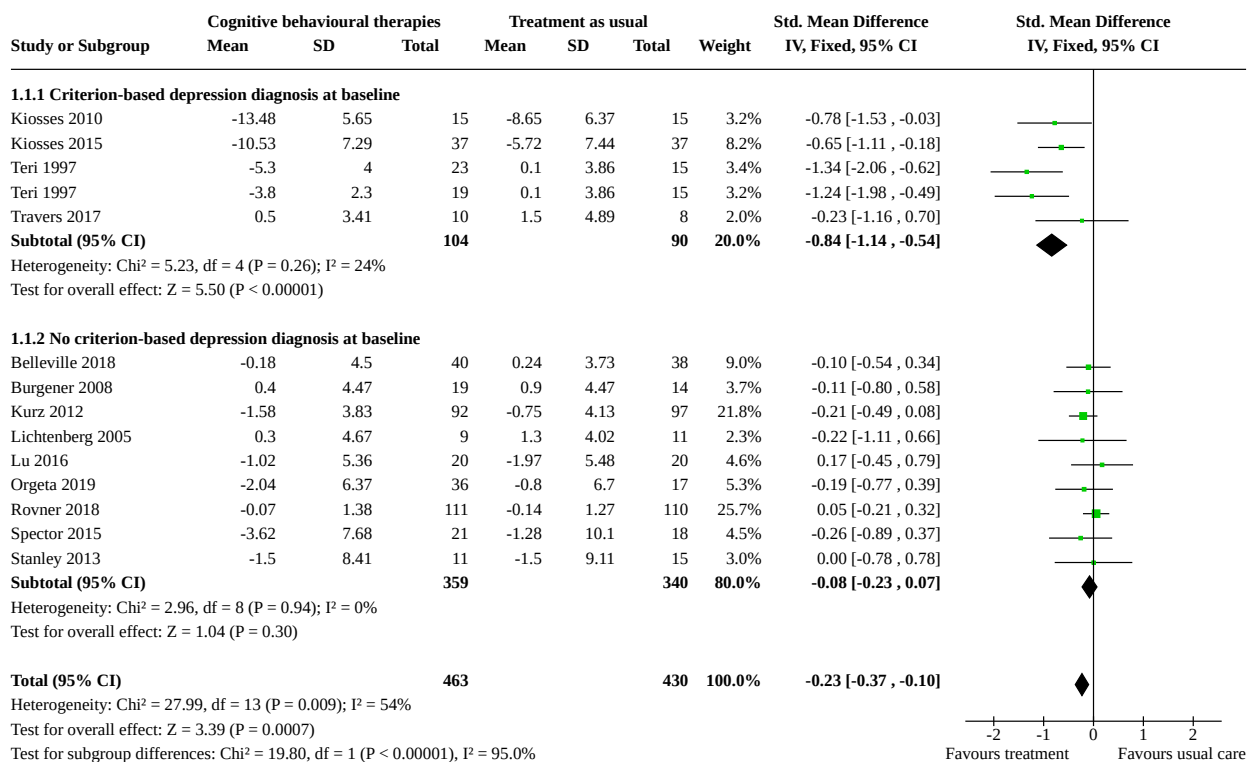 Cognitive behavioural therapies Treatment as usual Std. Mean Difference Std. Mean Difference
Study or Subgroup Mean SD Total Mean SD Total Weight IV, Fixed, 95% CI IV, Fixed, 95% CI
1.1.1 Criterion-based depression diagnosis at baseline
Kiosses 2010 -13.48 5.65 15 -8.65 6.37 15 3.2% -0.78 [-1.53 , -0.03]
Kiosses 2015 -10.53 7.29 37 -5.72 7.44 37 8.2% -0.65 [-1.11 , -0.18]
Teri 1997 -5.3 4 23 0.1 3.86 15 3.4% -1.34 [-2.06 , -0.62]
Teri 1997 -3.8 2.3 19 0.1 3.86 15 3.2% -1.24 [-1.98 , -0.49]
Travers 2017 0.5 3.41 10 1.5 4.89 8 2.0% -0.23 [-1.16 , 0.70]
Subtotal (95% CI) 104 90 20.0% -0.84 [-1.14 , -0.54]
Heterogeneity: Chi² = 5.23, df = 4 (P = 0.26); I² = 24%
Test for overall effect: Z = 5.50 (P < 0.00001)
1.1.2 No criterion-based depression diagnosis at baseline
Belleville 2018 -0.18 4.5 40 0.24 3.73 38 9.0% -0.10 [-0.54 , 0.34]
Burgener 2008 0.4 4.47 19 0.9 4.47 14 3.7% -0.11 [-0.80 , 0.58]
Kurz 2012 -1.58 3.83 92 -0.75 4.13 97 21.8% -0.21 [-0.49 , 0.08]
Lichtenberg 2005 0.3 4.67 9 1.3 4.02 11 2.3% -0.22 [-1.11 , 0.66]
Lu 2016 -1.02 5.36 20 -1.97 5.48 20 4.6% 0.17 [-0.45 , 0.79]
Orgeta 2019 -2.04 6.37 36 -0.8 6.7 17 5.3% -0.19 [-0.77 , 0.39]
Rovner 2018 -0.07 1.38 111 -0.14 1.27 110 25.7% 0.05 [-0.21 , 0.32]
Spector 2015 -3.62 7.68 21 -1.28 10.1 18 4.5% -0.26 [-0.89 , 0.37]
Stanley 2013 -1.5 8.41 11 -1.5 9.11 15 3.0% 0.00 [-0.78 , 0.78]
Subtotal (95% CI) 359 340 80.0% -0.08 [-0.23 , 0.07]
Heterogeneity: Chi² = 2.96, df = 8 (P = 0.94); I² = 0%
Test for overall effect: Z = 1.04 (P = 0.30)
Total (95% CI) 463 430 100.0% -0.23 [-0.37 , -0.10]
Heterogeneity: Chi² = 27.99, df = 13 (P = 0.009); I² = 54%
Test for overall effect: Z = 3.39 (P = 0.0007)
Test for subgroup differences: Chi² = 19.80, df = 1 (P < 0.00001), I² = 95.0%
-2 -1 0 1 2
Favours treatment Favours usual care